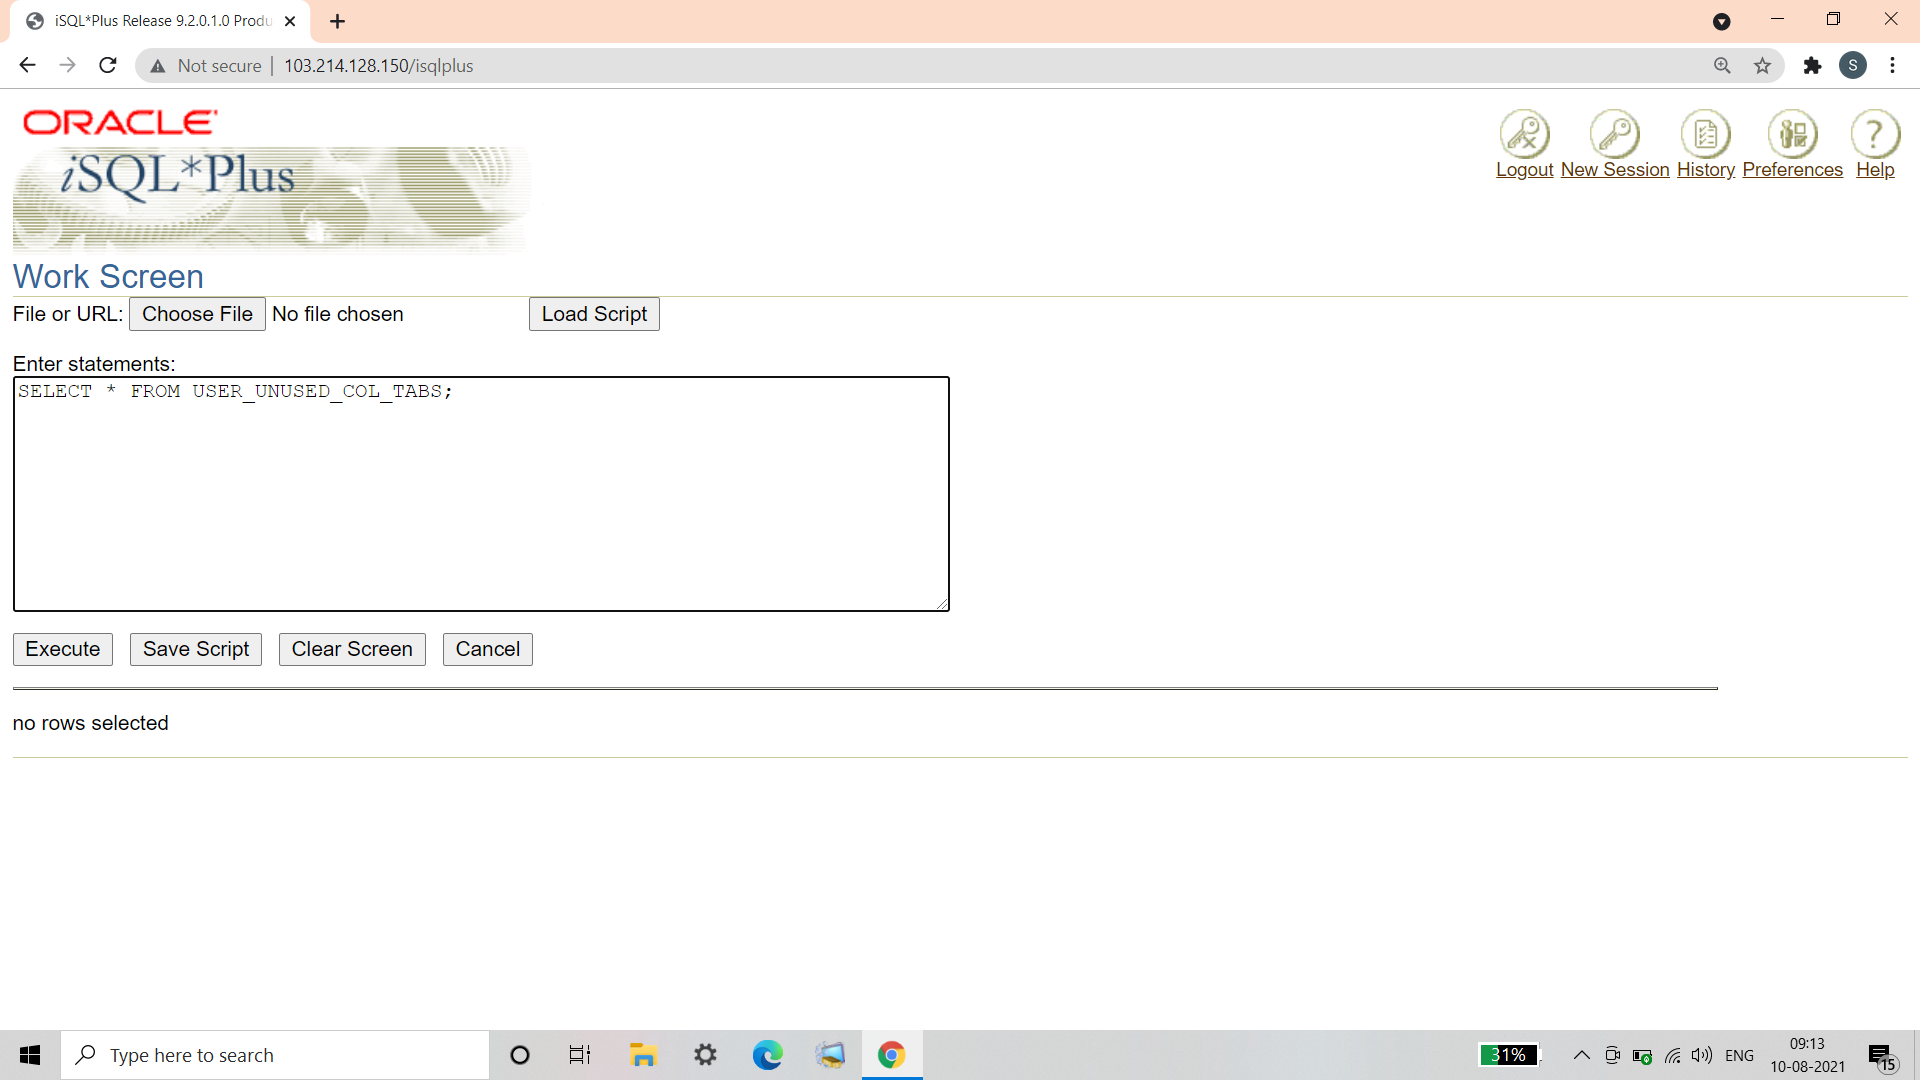 iSQL*Plus Release 9.2.0.1.0 Produ
Not secure | 103.214.128.150/isqlplus
S
ORACLE
iSQL*Plus
Logout New Session History Preferences Help
Work Screen
File or URL: Choose File No file chosen Load Script
Enter statements:
SELECT * FROM USER_UNUSED_COL_TABS;
Execute Save Script Clear Screen Cancel
no rows selected
Type here to search
31%
ENG
09:13
10-08-2021
15